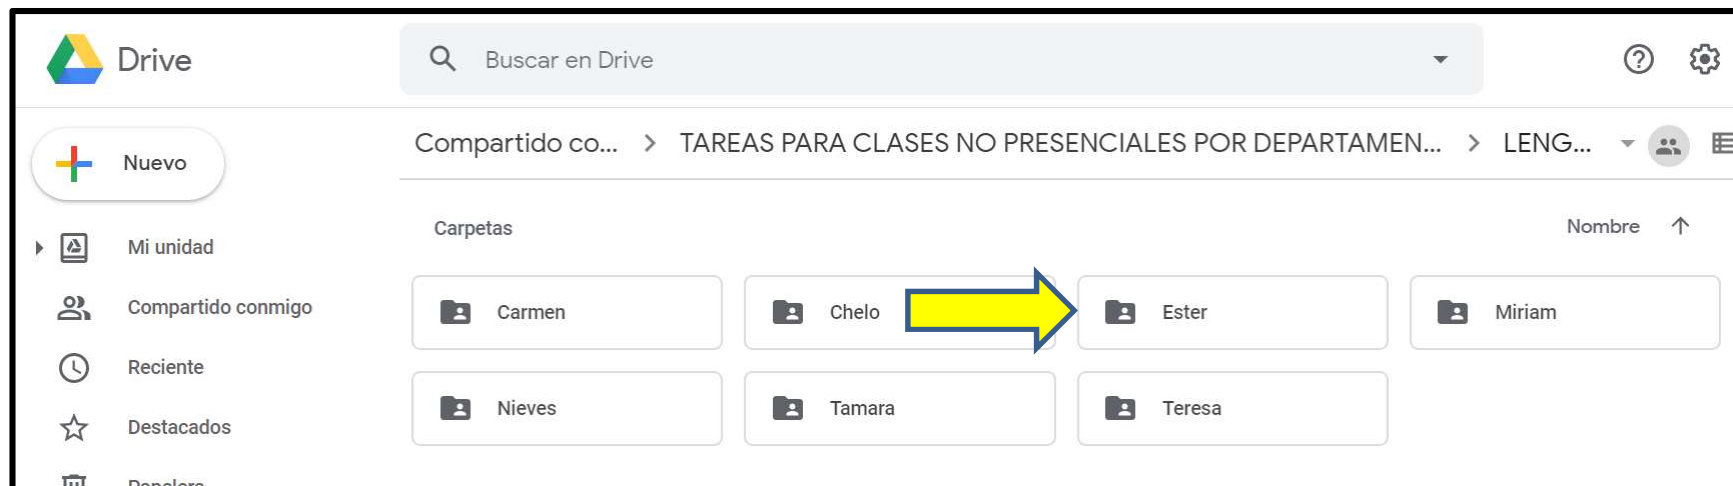 Drive
Buscar en Drive
Nuevo
Compartido co... > TAREAS PARA CLASES NO PRESENCIALES POR DEPARTAMEN... > LENG...
Mi unidad
Compartido conmigo
Reciente
Destacados
Papelera
Carpetas
Nombre
Carmen
Chelo
Ester
Miriam
Nieves
Tamara
Teresa